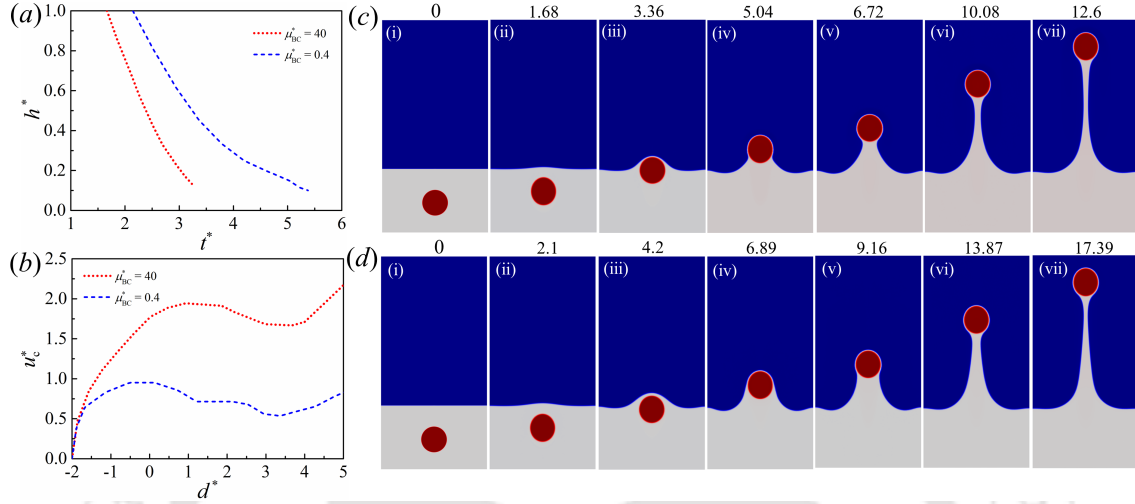 (a)
1.0
0.8
0.6
0.4
0.2
0.0
h*
μ*BC = 40
μ*BC = 0.4
1 2 3 4 5 6
t*
(b)
2.5
2.0
1.5
1.0
0.5
0.0
u*c
μ*BC = 40
μ*BC = 0.4
-2 -1 0 1 2 3 4 5
d*
(c)
0 1.68 3.36 5.04 6.72 10.08 12.6
(i) (ii) (iii) (iv) (v) (vi) (vii)
(d)
0 2.1 4.2 6.89 9.16 13.87 17.39
(i) (ii) (iii) (iv) (v) (vi) (vii)